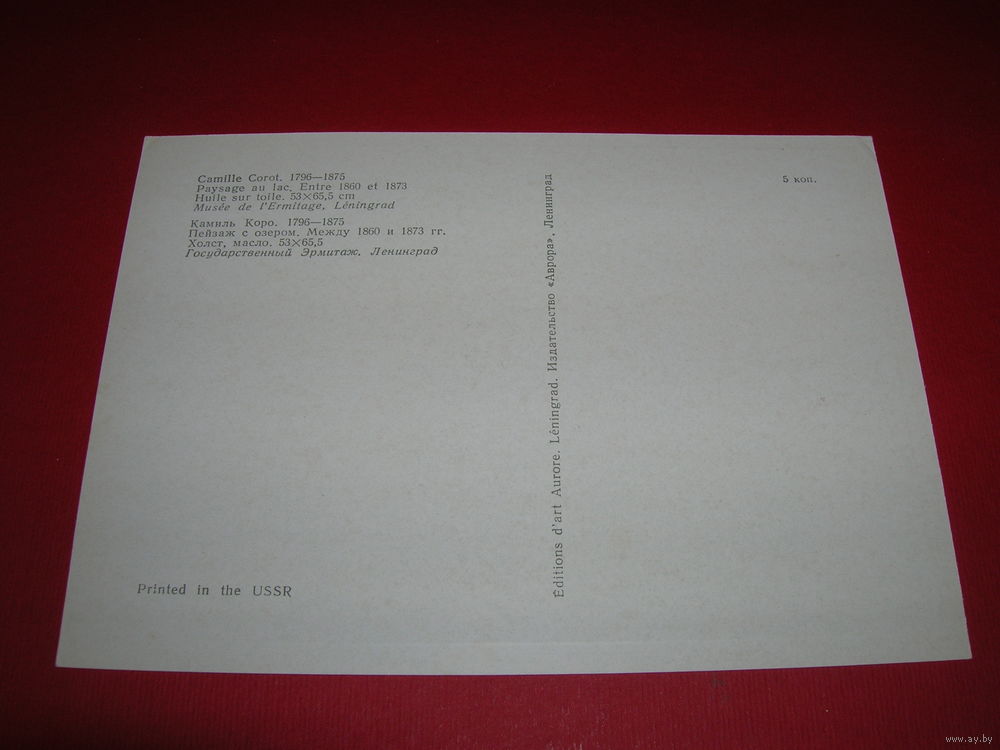 Camille Corot. 1796—1875
Paysage au lac. Entre 1860 et 1873
Huile sur toile. 53×65,5 cm
Musée de l'Ermitage, Léningrad
Камиль Коро. 1796—1875
Пейзаж с озером. Между 1860 и 1873 гг.
Холст, масло. 53×65,5
Государственный Эрмитаж. Ленинград
Printed in the USSR
Éditions d'art Aurore. Léningrad. Издательство «Аврора». Ленинград
5 коп.
www.ay.by